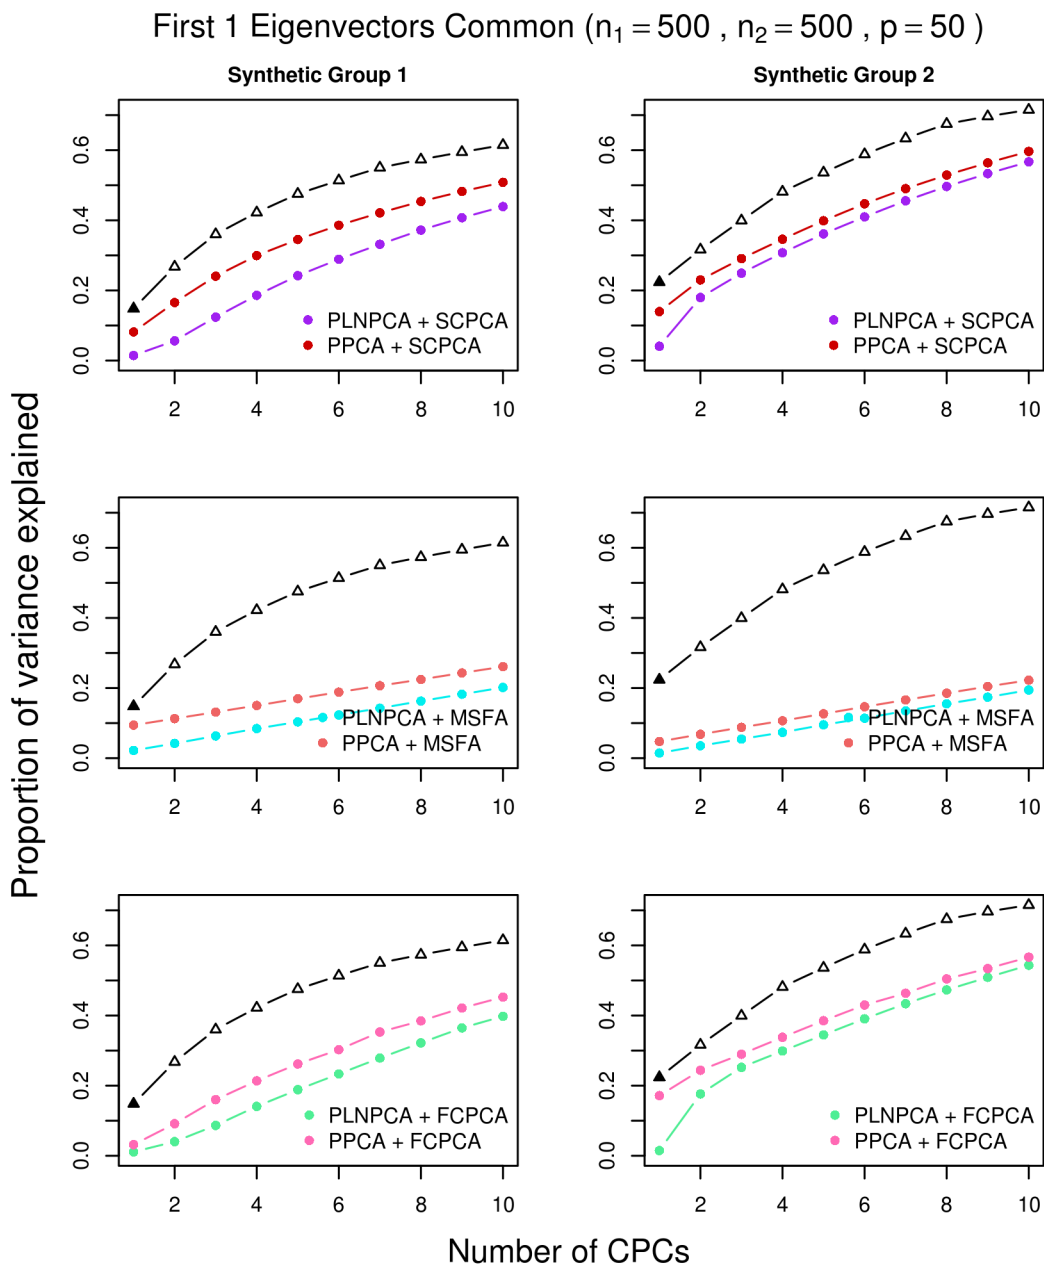 First 1 Eigenvectors Common (n₁ = 500 , n₂ = 500 , p = 50 )
Synthetic Group 1
0.0 0.2 0.4 0.6
PLNPCA + SCPCA
PPCA + SCPCA
2 4 6 8 10
Synthetic Group 2
0.0 0.2 0.4 0.6
PLNPCA + SCPCA
PPCA + SCPCA
2 4 6 8 10
Proportion of variance explained
0.0 0.2 0.4 0.6
PLNPCA + MSFA
PPCA + MSFA
2 4 6 8 10
0.0 0.2 0.4 0.6
PLNPCA + MSFA
PPCA + MSFA
2 4 6 8 10
0.0 0.2 0.4 0.6
PLNPCA + FCPCA
PPCA + FCPCA
2 4 6 8 10
0.0 0.2 0.4 0.6
PLNPCA + FCPCA
PPCA + FCPCA
2 4 6 8 10
Number of CPCs